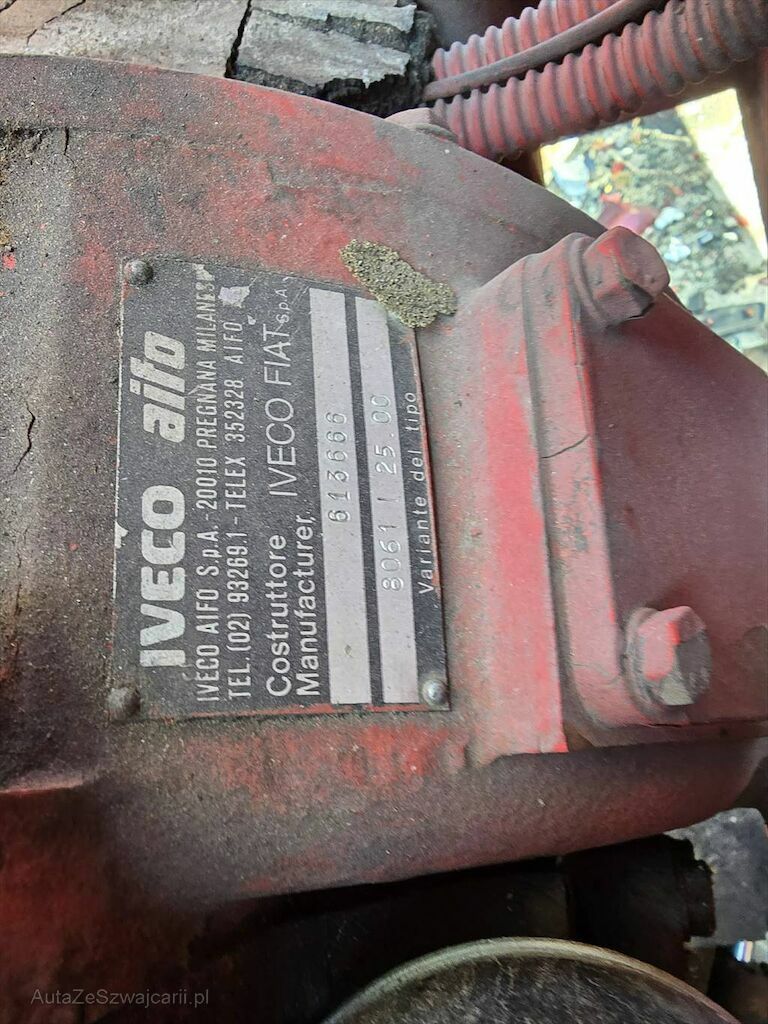 IVECO aifo
IVECO AIFO S.p.A. - 20010 PREGNANA MILANESE
TEL. (02) 93269.1 - TELEX 352328 AIFO
Costruttore
Manufacturer, IVECO FIAT S.p.A.
613666
8061 I 25.00
Variante del tipo
AutaZeSzwajcarii.pl